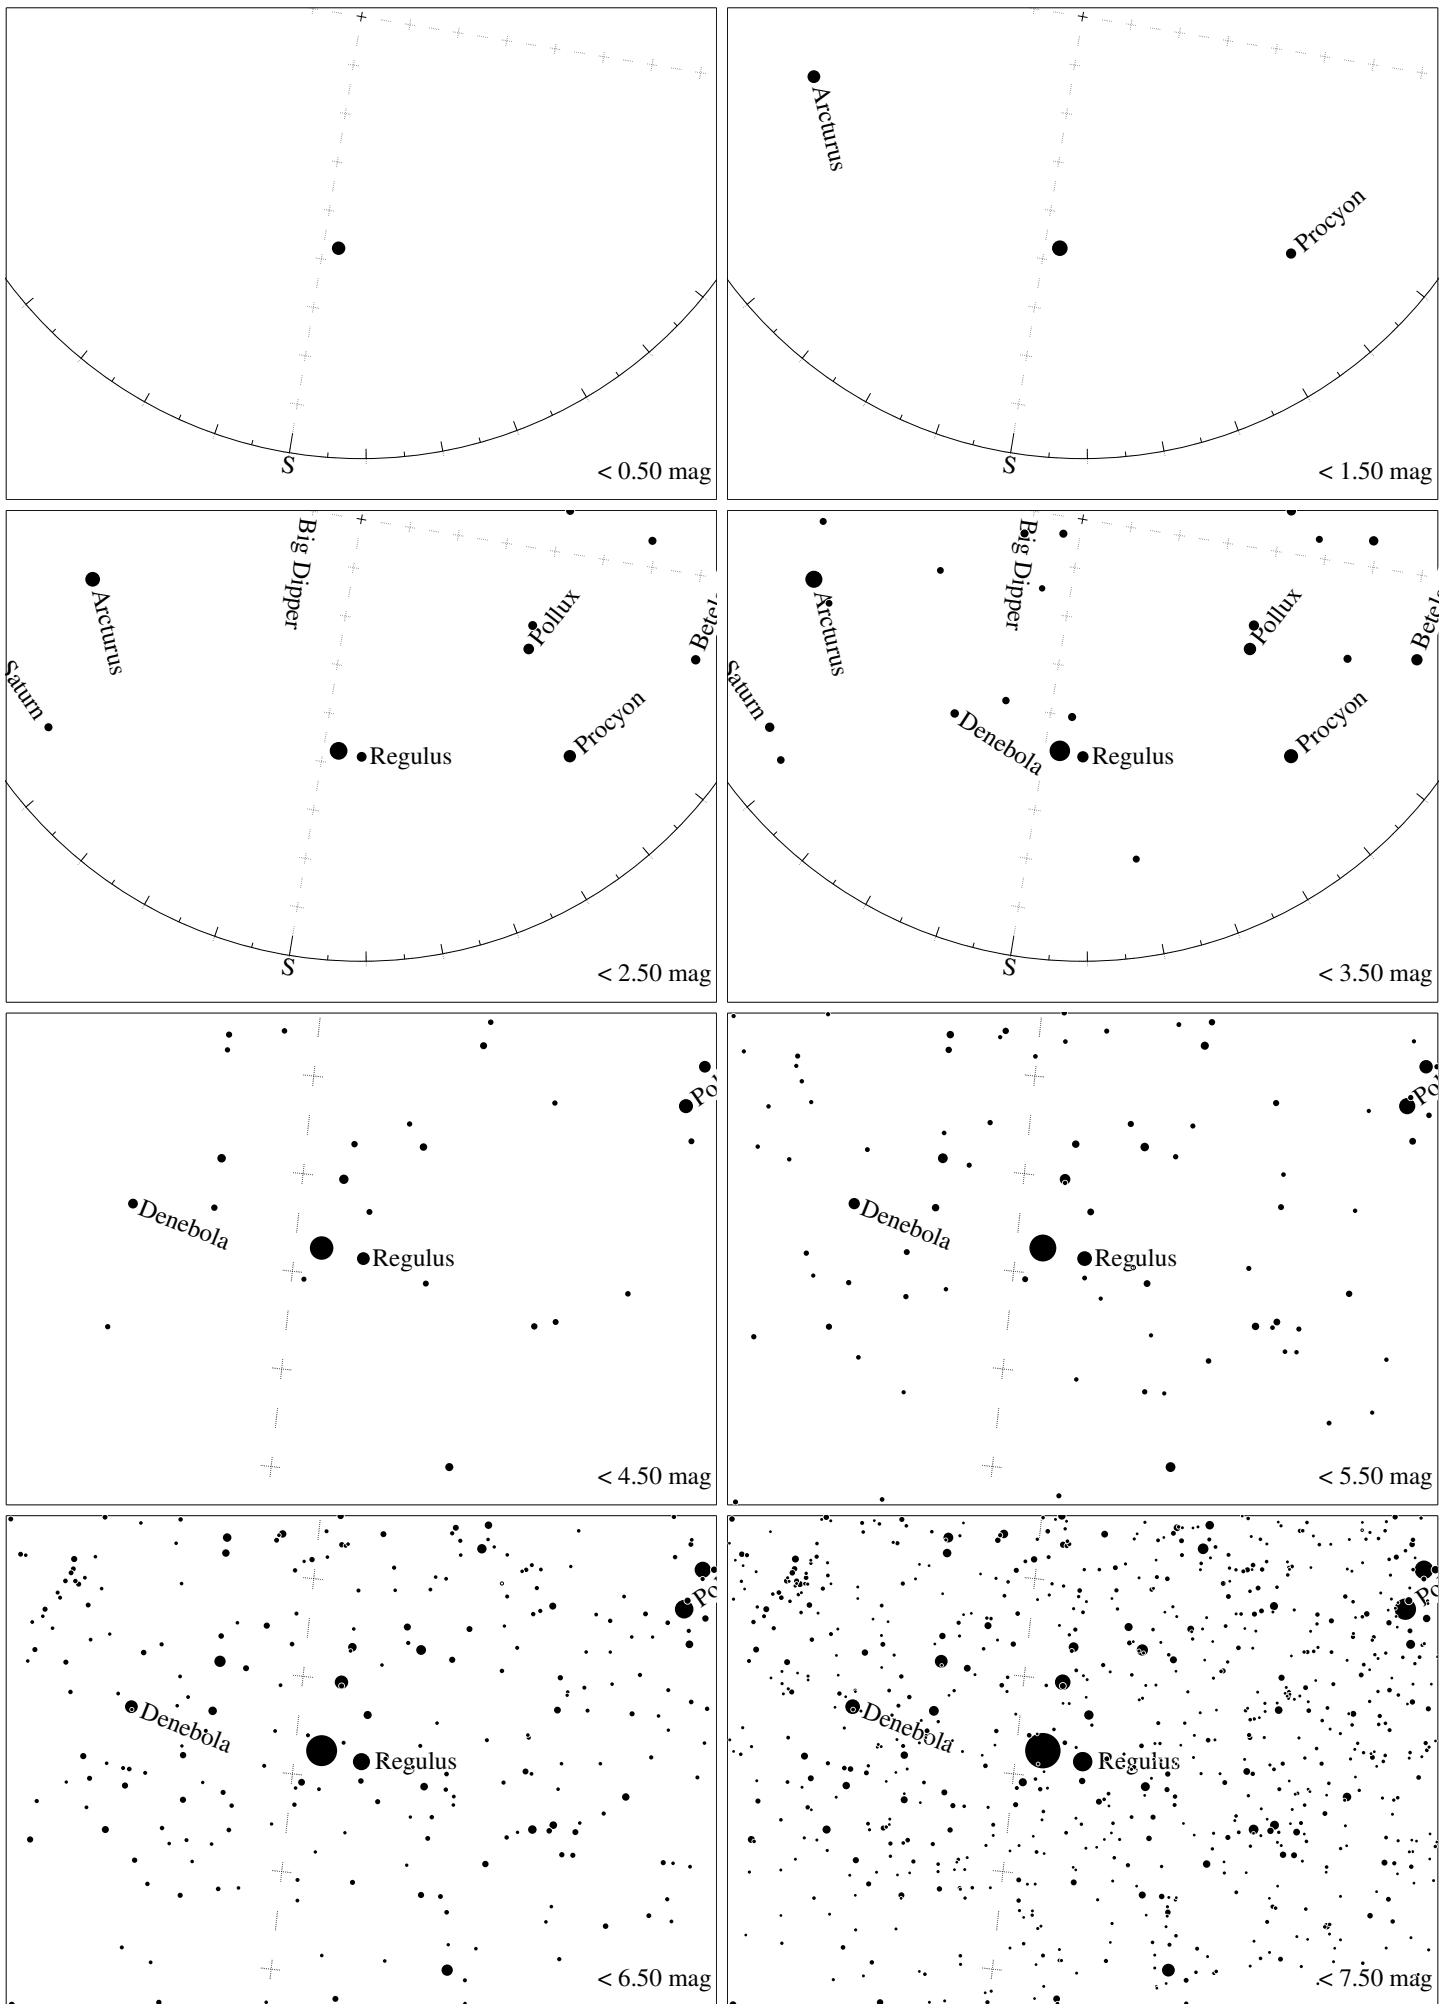 S
< 0.50 mag
Arcturus
Procyon
S
< 1.50 mag
Big Dipper
Arcturus
Pollux
Saturn
Procyon
Regulus
S
< 2.50 mag
Big Dipper
Arcturus
Pollux
Saturn
Procyon
Denebola
Regulus
S
< 3.50 mag
Denebola
Regulus
< 4.50 mag
Denebola
Regulus
< 5.50 mag
Denebola
Regulus
< 6.50 mag
Denebola
Regulus
< 7.50 mag